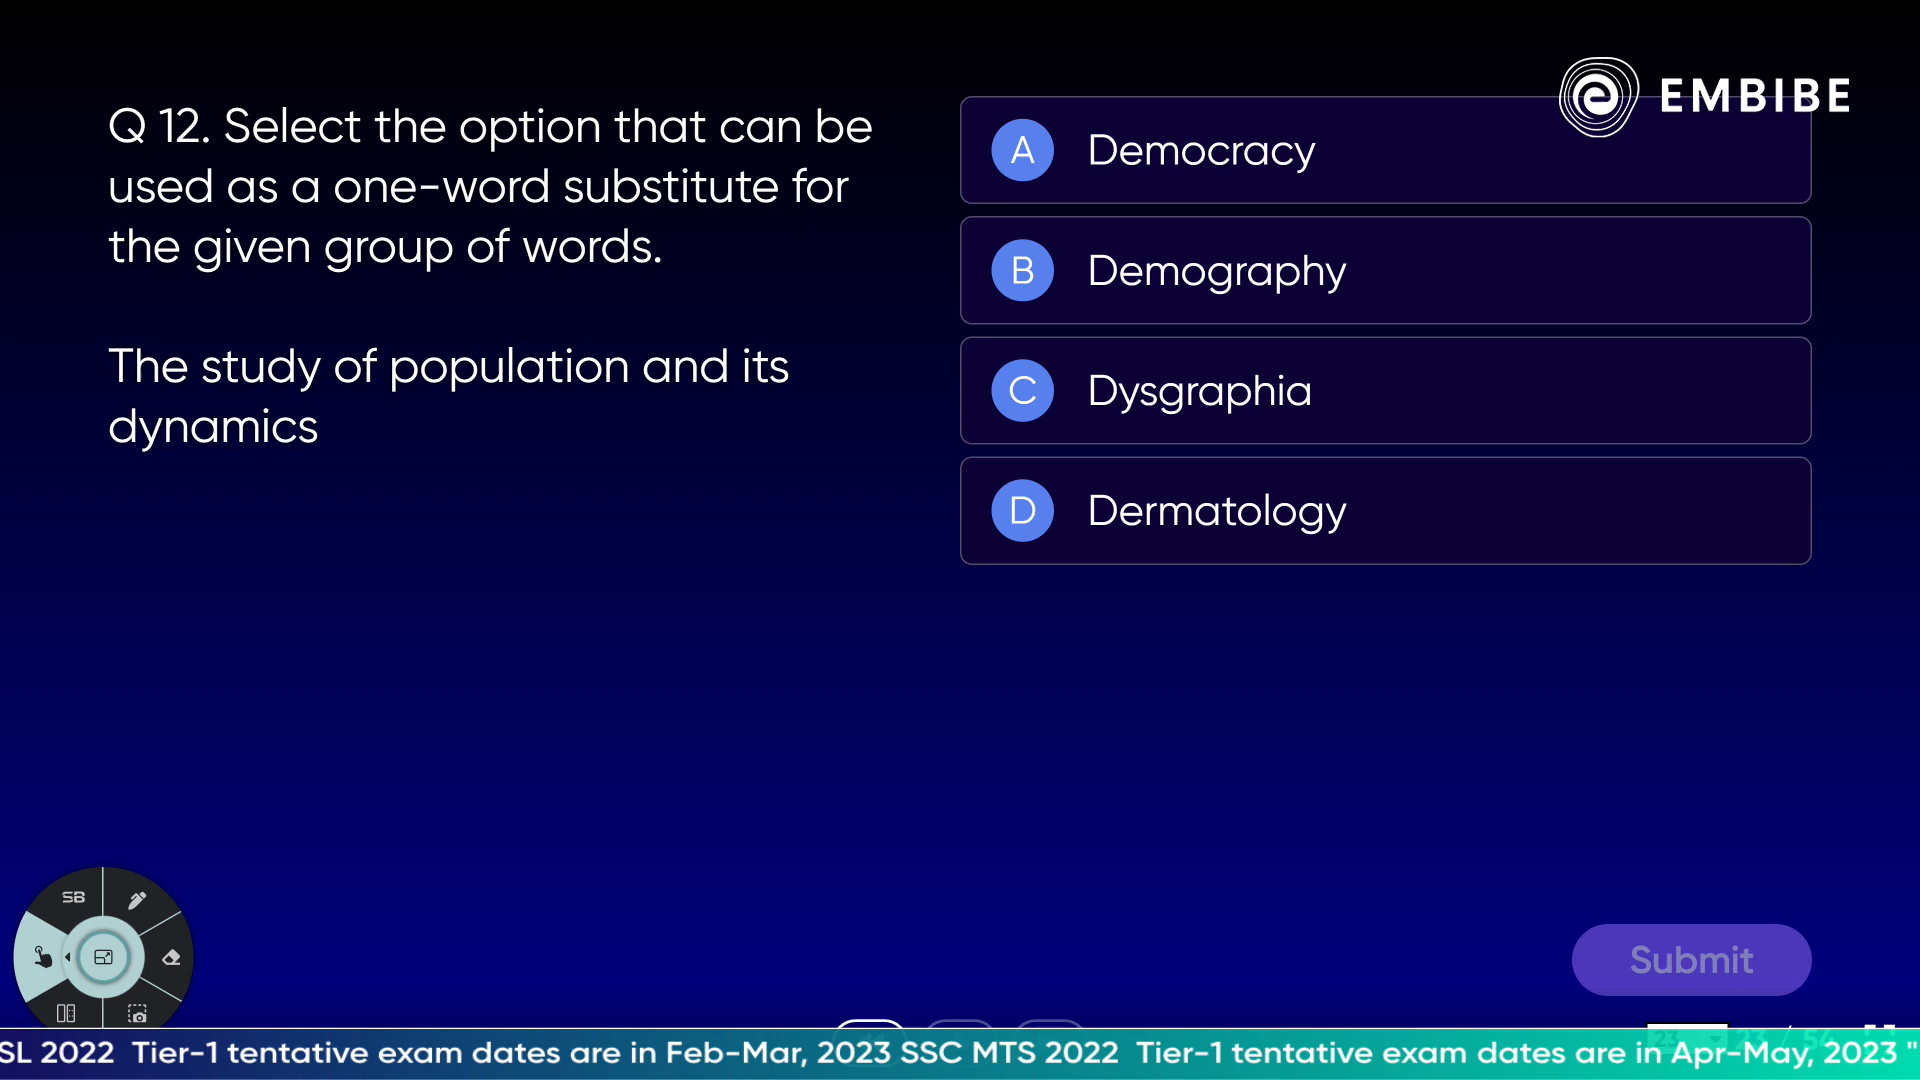 EMBIBE
Q 12. Select the option that can be
used as a one-word substitute for
the given group of words.
The study of population and its
dynamics
A Democracy
B Demography
C Dysgraphia
D Dermatology
SB
Submit
SL 2022 Tier-1 tentative exam dates are in Feb-Mar, 2023 SSC MTS 2022 Tier-1 tentative exam dates are in Apr-May, 2023 "